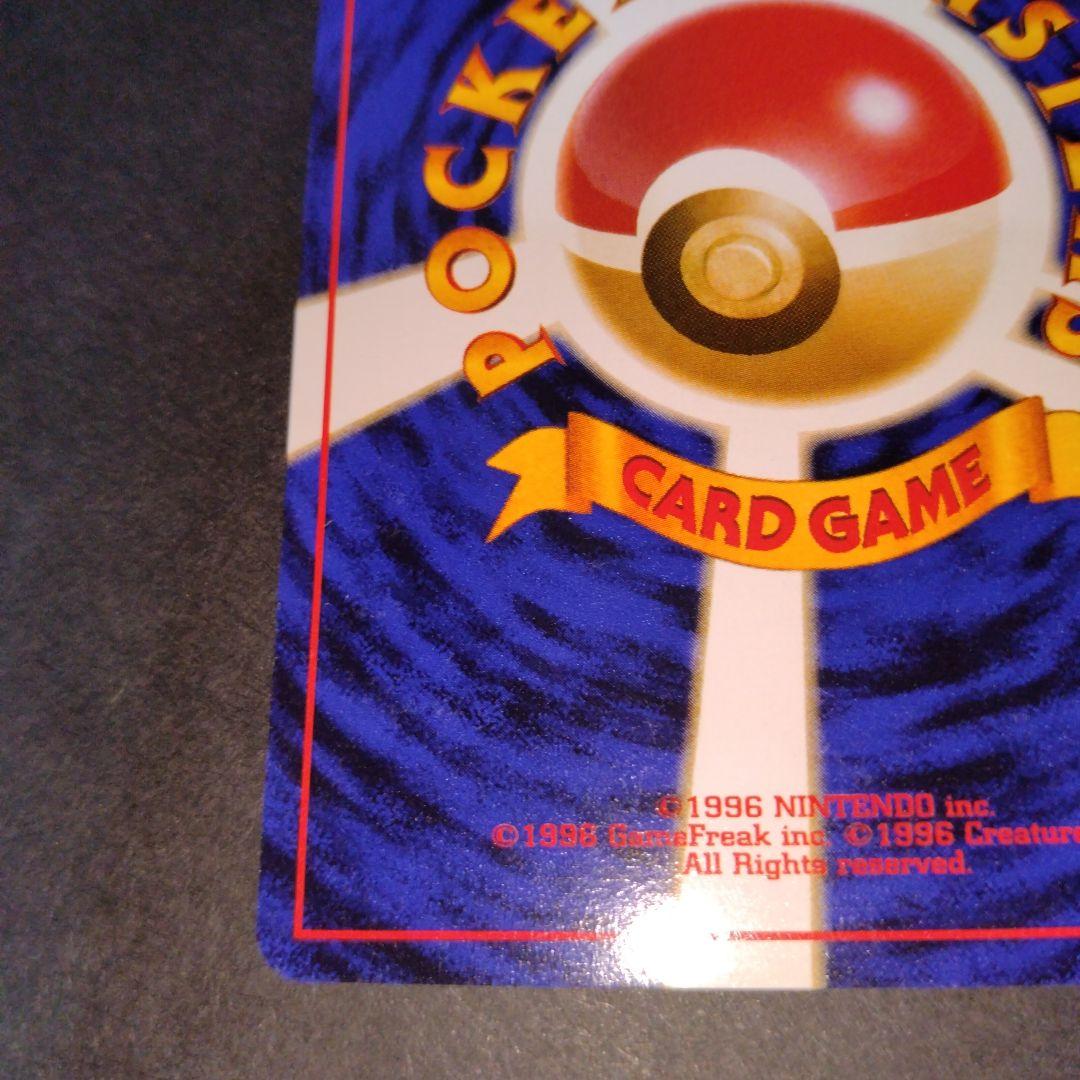 POCKE
CARD GAME
©1996 NINTENDO inc.
©1996 GameFreak inc. ©1996 Creature
All Rights reserved.